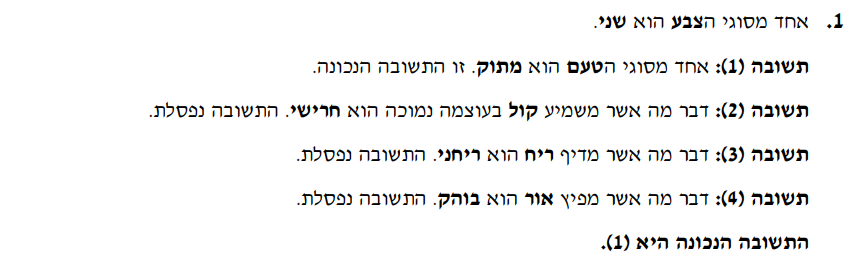 1. אחד מסוגי הצבע הוא שני.
תשובה (1): אחד מסוגי הטעם הוא מתוק. זו התשובה הנכונה.
תשובה (2): דבר מה אשר משמיע קול בעוצמה נמוכה הוא חרישי. התשובה נפסלת.
תשובה (3): דבר מה אשר מדיף ריח הוא ריחני. התשובה נפסלת.
תשובה (4): דבר מה אשר מפיץ אור הוא בוהק. התשובה נפסלת.
התשובה הנכונה היא (1).